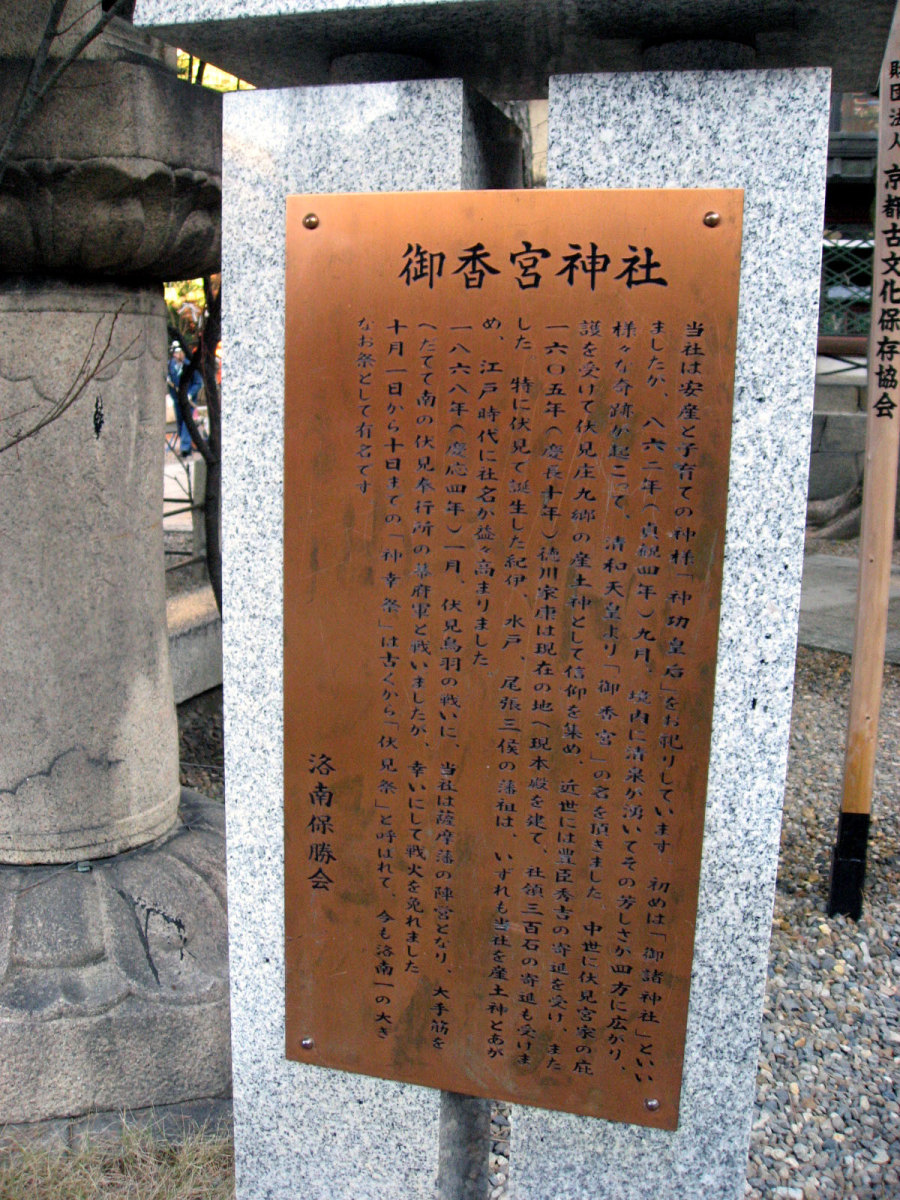 御香宮神社
当社は安産と子育ての神様「神功皇后」をお祀りしています 初めは「御諸神社」といい
ましたか、八六二年（貞観四年）九月、境内に清泉が湧いてその芳しさか四方に広がり、
様々な奇跡か起こって、清和天皇より「御香宮」の名を頂きました 中世に伏見宮家の庇
護を受けて伏見庄九郷の産土神として信仰を集め、近世には豊臣秀吉の寄進を受け、また
一六〇五年（慶長十年）徳川家康は現在の地へ現本殿を建て、社領三百石の寄進も受けま
した 特に伏見で誕生した紀伊、水戸、尾張三侯の藩祖は、いずれも当社を産土神とあが
め、江戸時代に社名か益々高まりました
一八六八年（慶応四年）一月、伏見鳥羽の戦いに、当社は薩摩藩の陣営となり、大手筋を
へだてて南の伏見奉行所の幕府軍と戦いましたが、幸いにして戦火を免れました
十月一日から十日までの「神幸祭」は古くから「伏見祭」と呼ばれて、今も洛南一の大き
なお祭として有名です
洛南保勝会
財団法人 京都古文化保存協会